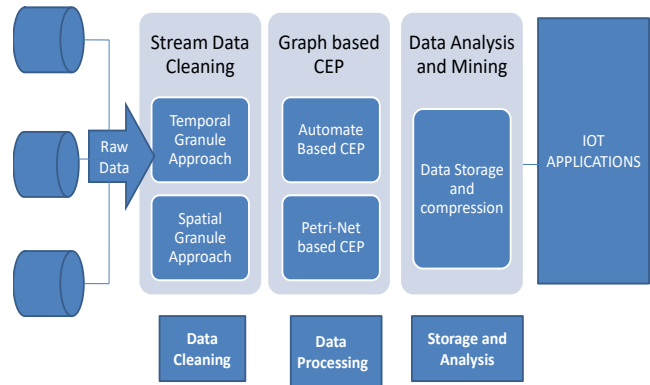 Stream Data
Cleaning
Graph based
CEP
Data Analysis
and Mining
Raw
Data
Temporal
Granule
Approach
Spatial
Granule
Approach
Automate
Based CEP
Petri-Net
based CEP
Data Storage
and
compression
IOT
APPLICATIONS
Data
Cleaning
Data
Processing
Storage and
Analysis